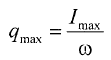 q_max = I_max / ω